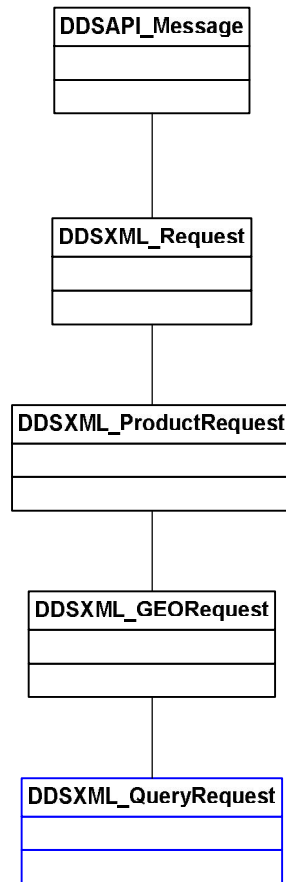 DDSAPI_Message
DDSXML_Request
DDSXML_ProductRequest
DDSXML_GEORequest
DDSXML_QueryRequest